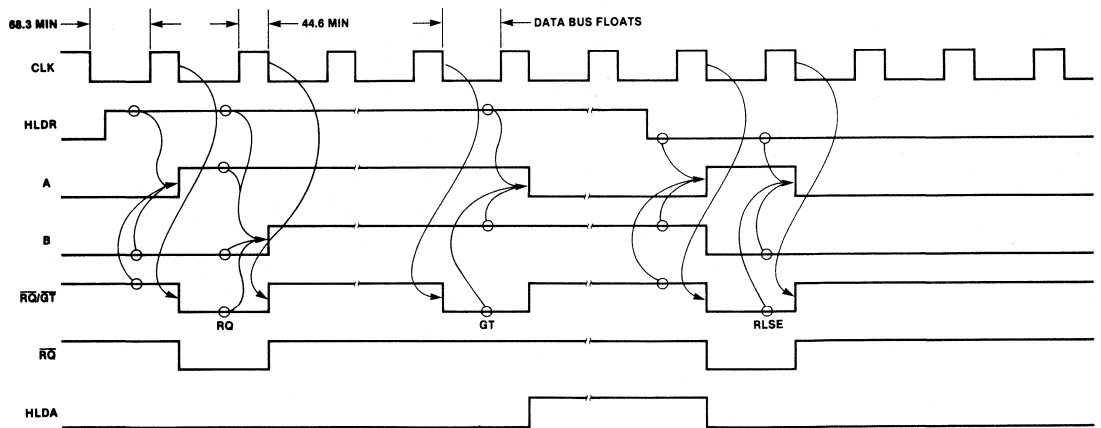 68.3 MIN
44.6 MIN
DATA BUS FLOATS
CLK
HLDR
A
B
RQ/GT
RQ
GT
RLSE
RQ
HLDA